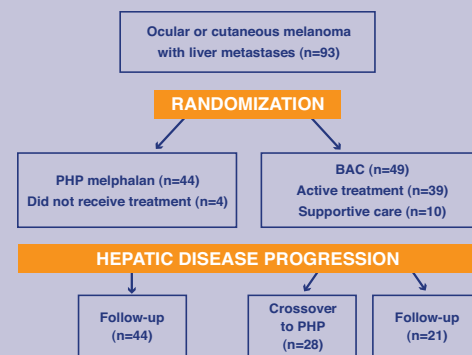 Ocular or cutaneous melanoma
with liver metastases (n=93)
RANDOMIZATION
PHP melphalan (n=44)
Did not receive treatment (n=4)
BAC (n=49)
Active treatment (n=39)
Supportive care (n=10)
HEPATIC DISEASE PROGRESSION
Follow-up
(n=44)
Crossover
to PHP
(n=28)
Follow-up
(n=21)